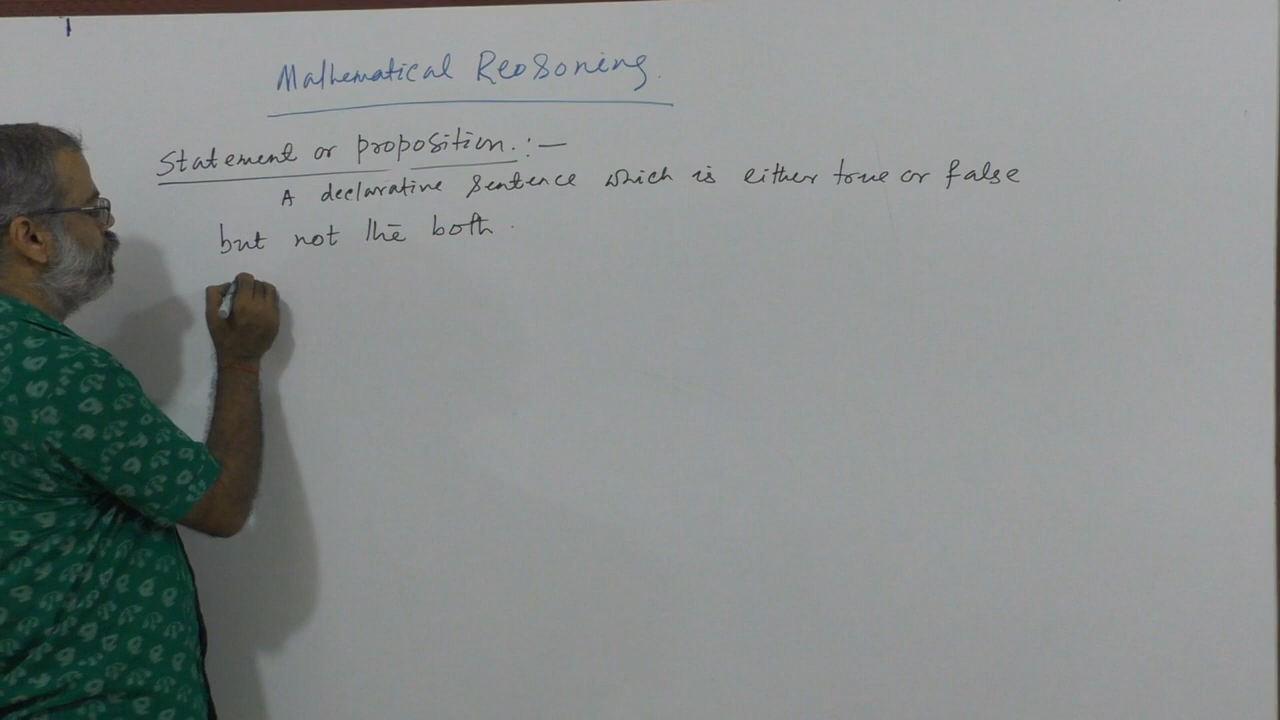 Mathematical Reasoning.
Statement or proposition. :-
A declarative sentence which is either true or false
but not the both.